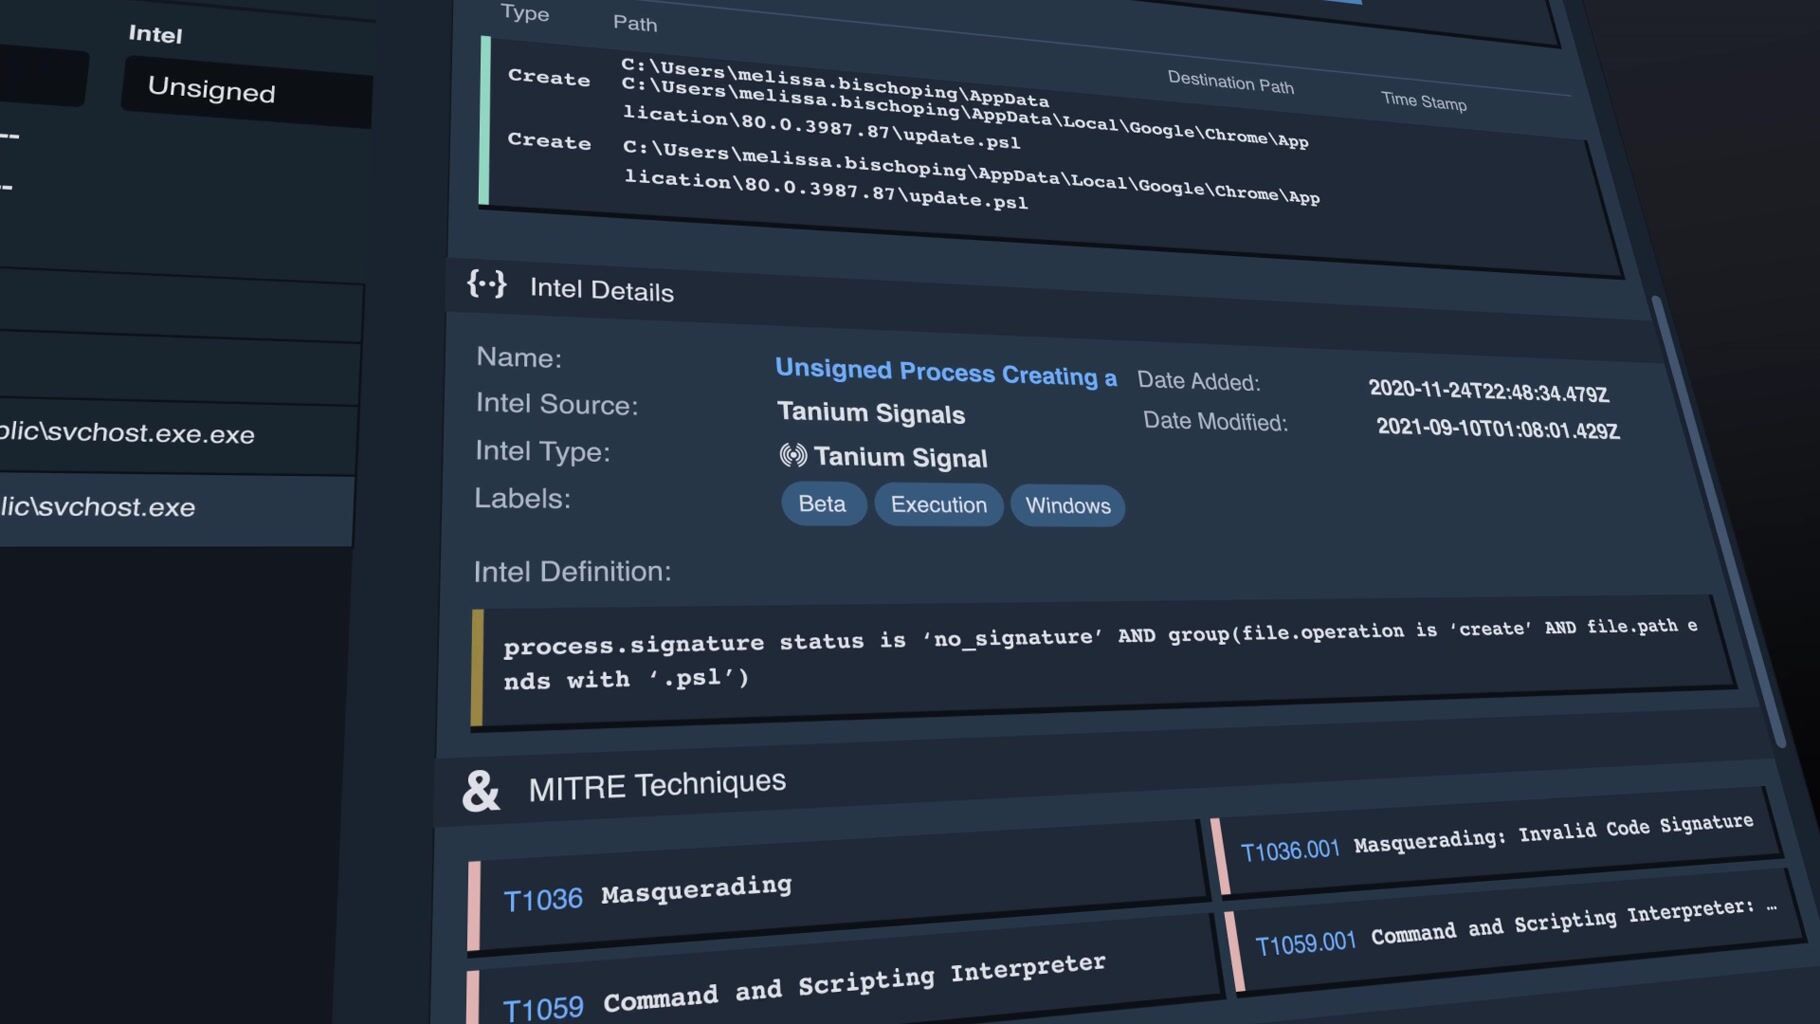 Intel
Unsigned
--
--
olic\svchost.exe.exe
lic\svchost.exe
Type Path
Destination Path Time Stamp
Create C:\Users\melissa.bischoping\AppData
C:\Users\melissa.bischoping\AppData\Local\Google\Chrome\App
lication\80.0.3987.87\update.psl
Create C:\Users\melissa.bischoping\AppData\Local\Google\Chrome\App
lication\80.0.3987.87\update.psl
{··} Intel Details
Name: Unsigned Process Creating a
Date Added: 2020-11-24T22:48:34.479Z
Intel Source: Tanium Signals
Date Modified: 2021-09-10T01:08:01.429Z
Intel Type: Tanium Signal
Labels: Beta Execution Windows
Intel Definition:
process.signature status is ‘no_signature’ AND group(file.operation is ‘create’ AND file.path e
nds with ‘.psl’)
& MITRE Techniques
T1036 Masquerading
T1036.001 Masquerading: Invalid Code Signature
T1059 Command and Scripting Interpreter
T1059.001 Command and Scripting Interpreter: …